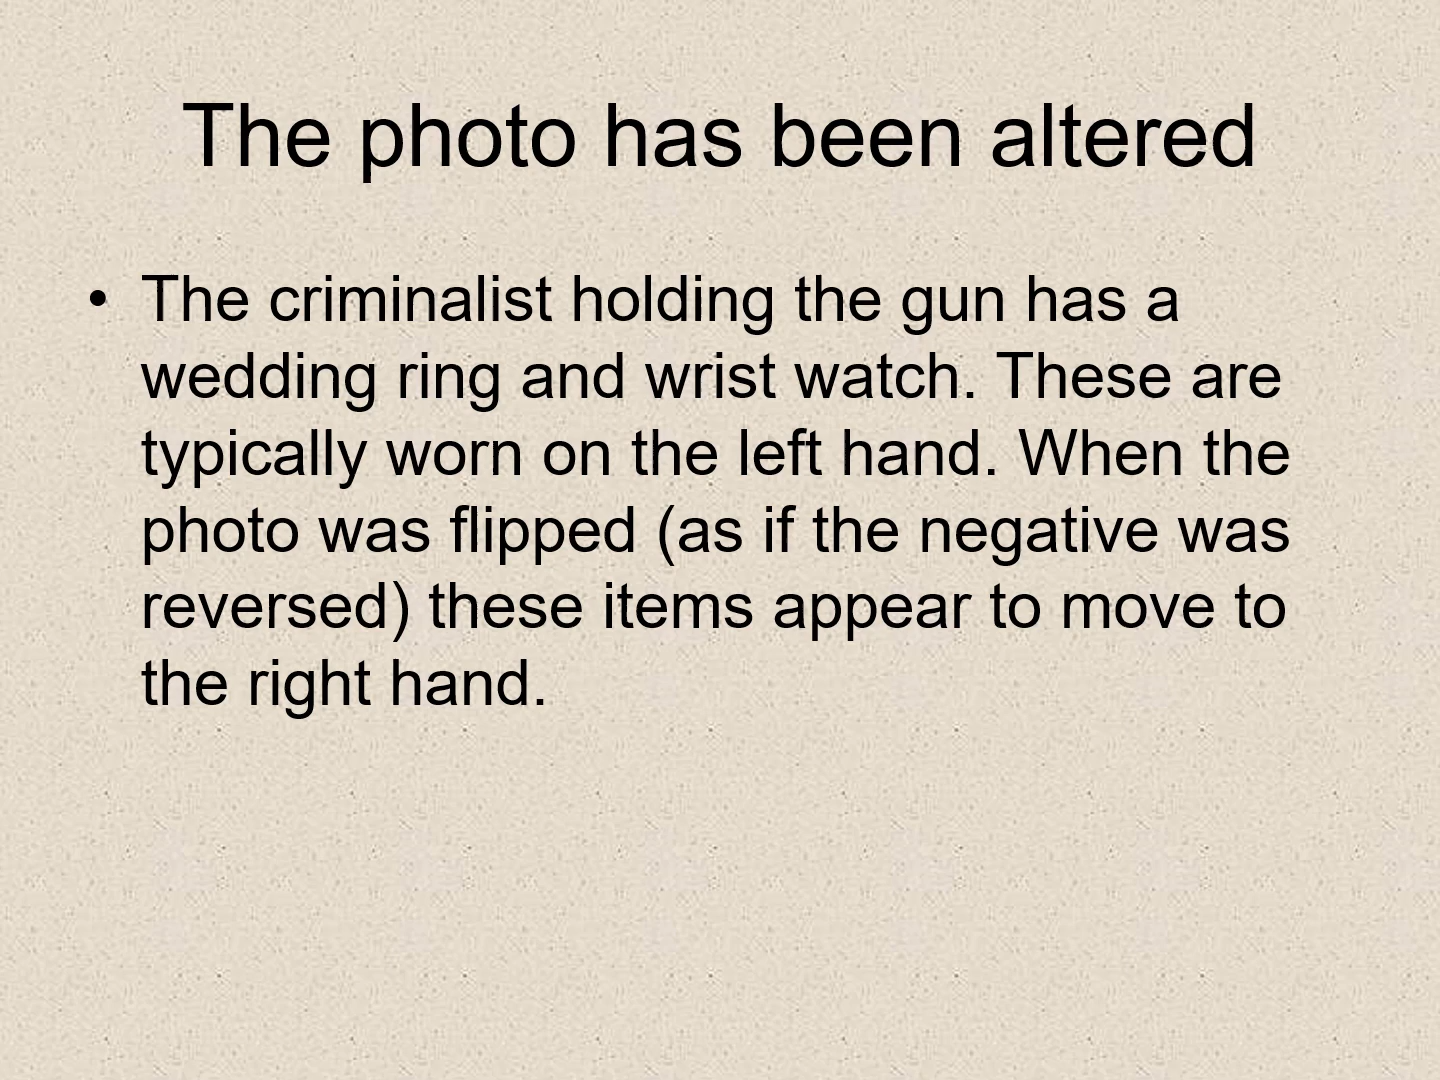 The photo has been altered
• The criminalist holding the gun has a
wedding ring and wrist watch. These are
typically worn on the left hand. When the
photo was flipped (as if the negative was
reversed) these items appear to move to
the right hand.